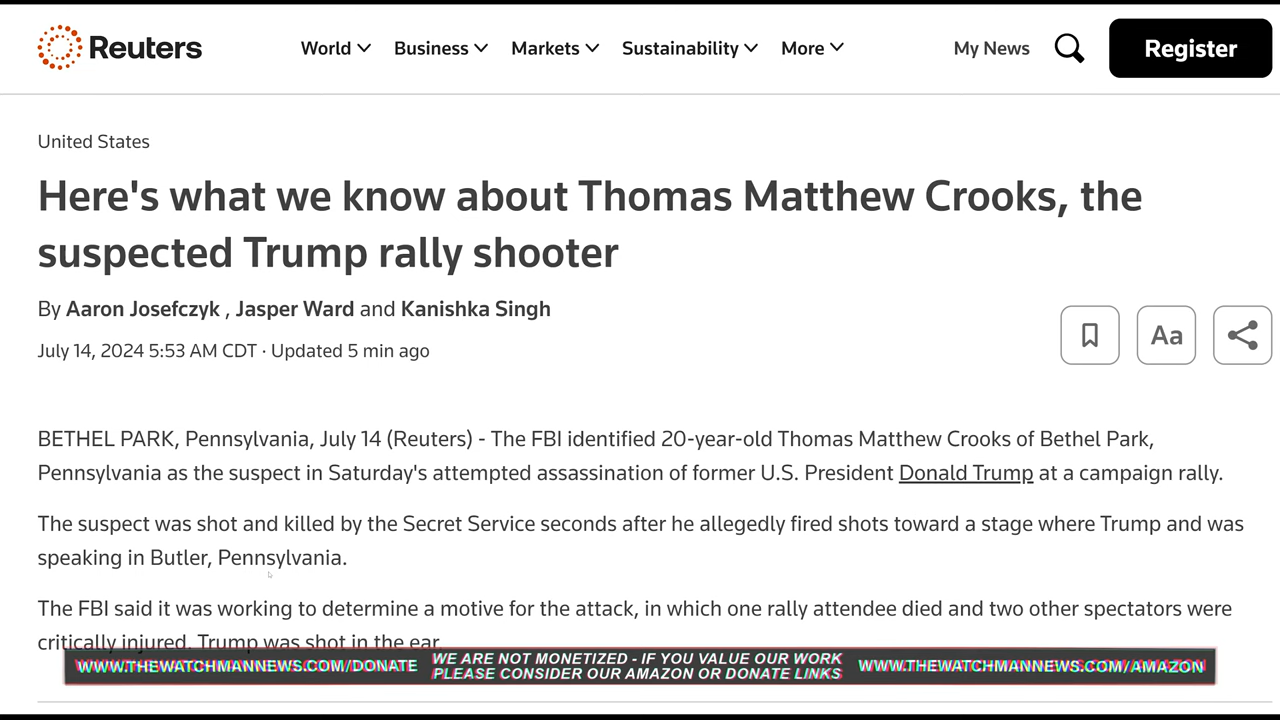 Reuters World Business Markets Sustainability More My News Register
United States
Here's what we know about Thomas Matthew Crooks, the
suspected Trump rally shooter
By Aaron Josefczyk , Jasper Ward and Kanishka Singh
July 14, 2024 5:53 AM CDT · Updated 5 min ago
Aa
BETHEL PARK, Pennsylvania, July 14 (Reuters) - The FBI identified 20-year-old Thomas Matthew Crooks of Bethel Park,
Pennsylvania as the suspect in Saturday's attempted assassination of former U.S. President Donald Trump at a campaign rally.
The suspect was shot and killed by the Secret Service seconds after he allegedly fired shots toward a stage where Trump and was
speaking in Butler, Pennsylvania.
The FBI said it was working to determine a motive for the attack, in which one rally attendee died and two other spectators were
critically injured. Trump was shot in the ear.
WWW.THEWATCHMANNEWS.COM/DONATE
WE ARE NOT MONETIZED - IF YOU VALUE OUR WORK
PLEASE CONSIDER OUR AMAZON OR DONATE LINKS
WWW.THEWATCHMANNEWS.COM/AMAZON